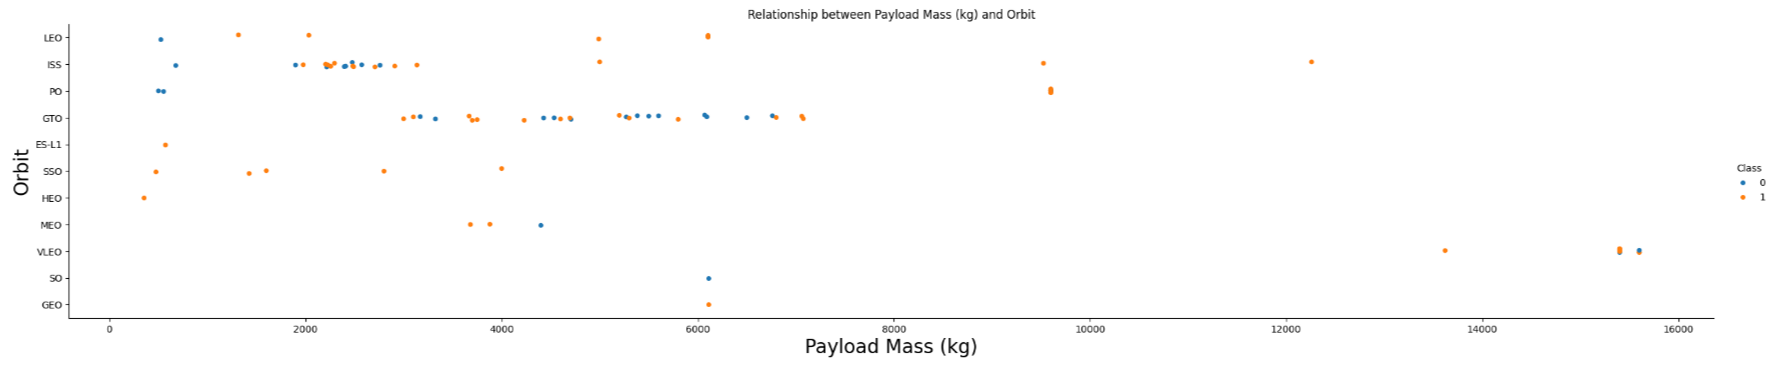 Relationship between Payload Mass (kg) and Orbit
LEO
ISS
PO
GTO
ES-L1
SSO
HEO
MEO
VLEO
SO
GEO
Orbit
0 2000 4000 6000 8000 10000 12000 14000 16000
Payload Mass (kg)
Class
0
1